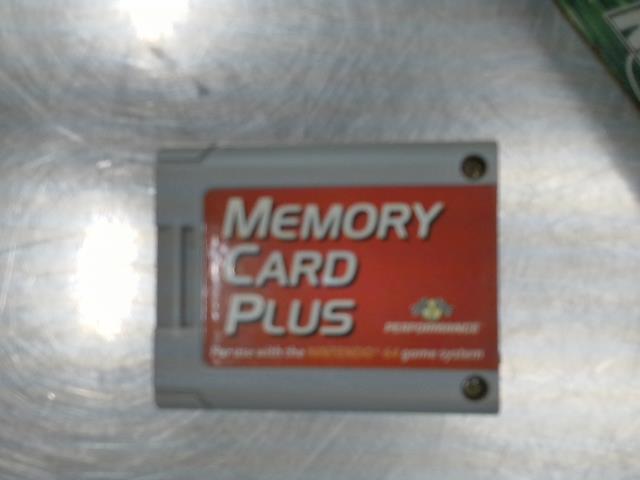 MEMORY
CARD
PLUS
PERFORMANCE
For use with the NINTENDO® 64 game system